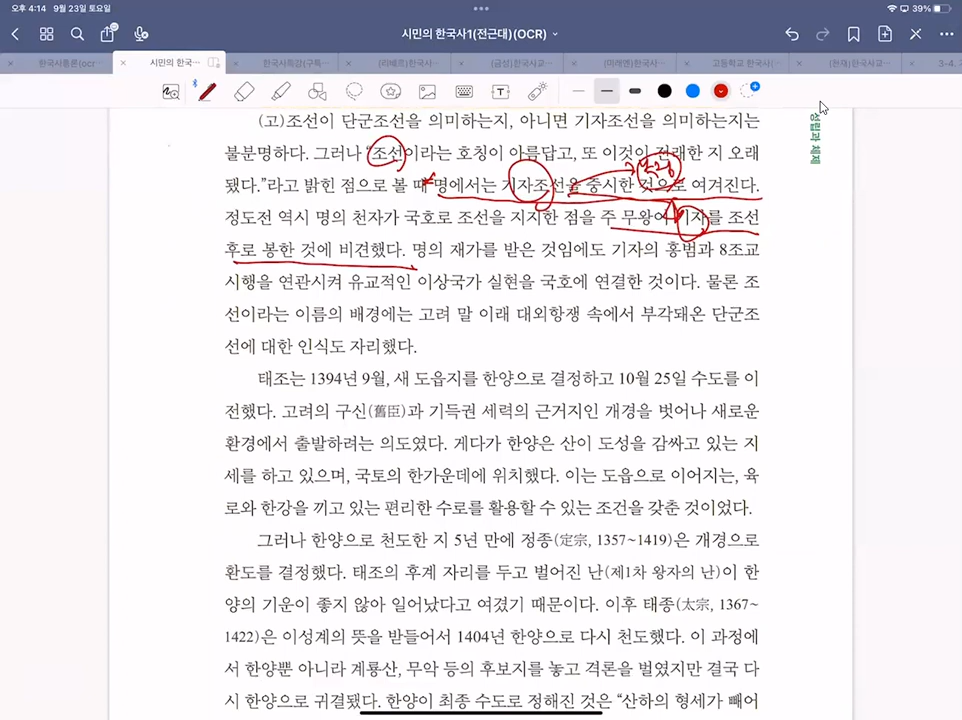 오후 4:14 9월 23일 토요일
39%
시민의 한국사1(전근대)(OCR)
한국사통론(ocr
시민의 한국…
한국사특강(구특…
(리베르)한국사…
(금성)한국사교…
(미래엔)한국사…
고등학교 한국사(…
(천재)한국사교…
3-4.
(고)조선이 단군조선을 의미하는지, 아니면 기자조선을 의미하는지는
불분명하다. 그러나 “조선이라는 호칭이 아름답고, 또 이것이 전래한 지 오래
됐다.”라고 밝힌 점으로 볼 때 명에서는 기자조선을 중시한 것으로 여겨진다.
정도전 역시 명의 천자가 국호로 조선을 지지한 점을 주 무왕이 기자를 조선
후로 봉한 것에 비견했다. 명의 재가를 받은 것임에도 기자의 홍범과 8조교
시행을 연관시켜 유교적인 이상국가 실현을 국호에 연결한 것이다. 물론 조
선이라는 이름의 배경에는 고려 말 이래 대외항쟁 속에서 부각돼온 단군조
선에 대한 인식도 자리했다.
태조는 1394년 9월, 새 도읍지를 한양으로 결정하고 10월 25일 수도를 이
전했다. 고려의 구신(舊臣)과 기득권 세력의 근거지인 개경을 벗어나 새로운
환경에서 출발하려는 의도였다. 게다가 한양은 산이 도성을 감싸고 있는 지
세를 하고 있으며, 국토의 한가운데에 위치했다. 이는 도읍으로 이어지는, 육
로와 한강을 끼고 있는 편리한 수로를 활용할 수 있는 조건을 갖춘 것이었다.
그러나 한양으로 천도한 지 5년 만에 정종(定宗, 1357~1419)은 개경으로
환도를 결정했다. 태조의 후계 자리를 두고 벌어진 난(제1차 왕자의 난)이 한
양의 기운이 좋지 않아 일어났다고 여겼기 때문이다. 이후 태종(太宗, 1367~
1422)은 이성계의 뜻을 받들어서 1404년 한양으로 다시 천도했다. 이 과정에
서 한양뿐 아니라 계룡산, 무악 등의 후보지를 놓고 격론을 벌였지만 결국 다
시 한양으로 귀결됐다. 한양이 최종 수도로 정해진 것은 “산하의 형세가 빼어
성립과 체제